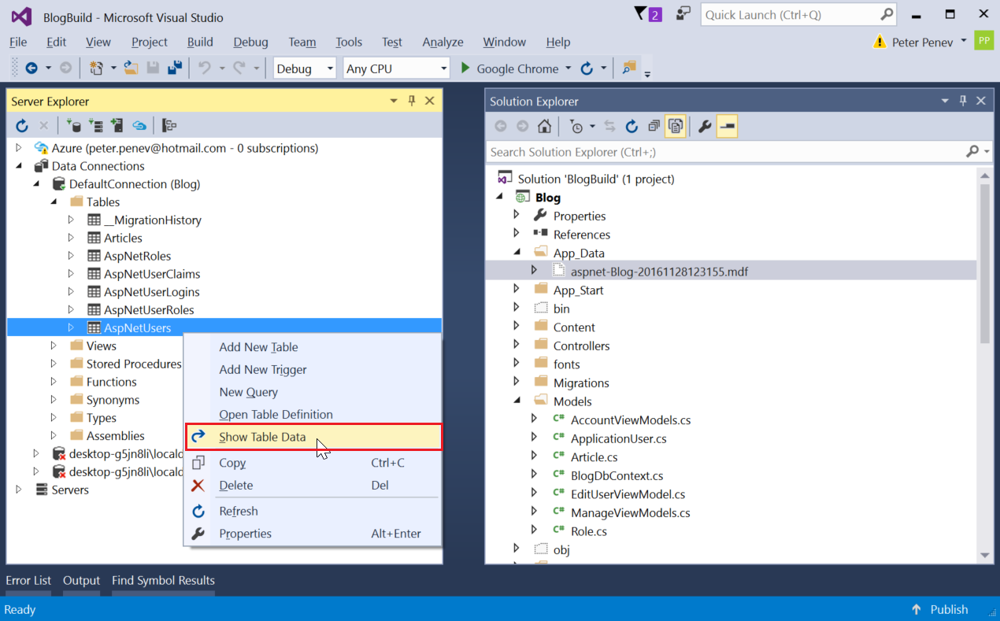 BlogBuild - Microsoft Visual Studio
2
Quick Launch (Ctrl+Q)
File Edit View Project Build Debug Team Tools Test Analyze Window Help
Peter Penev
PP
Debug
Any CPU
Google Chrome
Server Explorer
Azure (peter.penev@hotmail.com - 0 subscriptions)
Data Connections
DefaultConnection (Blog)
Tables
__MigrationHistory
Articles
AspNetRoles
AspNetUserClaims
AspNetUserLogins
AspNetUserRoles
AspNetUsers
Views
Stored Procedures
Functions
Synonyms
Types
Assemblies
desktop-g5jn8li\locald
desktop-g5jn8li\locald
Servers
Add New Table
Add New Trigger
New Query
Open Table Definition
Show Table Data
Copy Ctrl+C
Delete Del
Refresh
Properties Alt+Enter
Solution Explorer
Search Solution Explorer (Ctrl+;)
Solution 'BlogBuild' (1 project)
Blog
Properties
References
App_Data
aspnet-Blog-20161128123155.mdf
App_Start
bin
Content
Controllers
fonts
Migrations
Models
C# AccountViewModels.cs
C# ApplicationUser.cs
C# Article.cs
C# BlogDbContext.cs
C# EditUserViewModel.cs
C# ManageViewModels.cs
C# Role.cs
obj
Error List Output Find Symbol Results
Ready
Publish